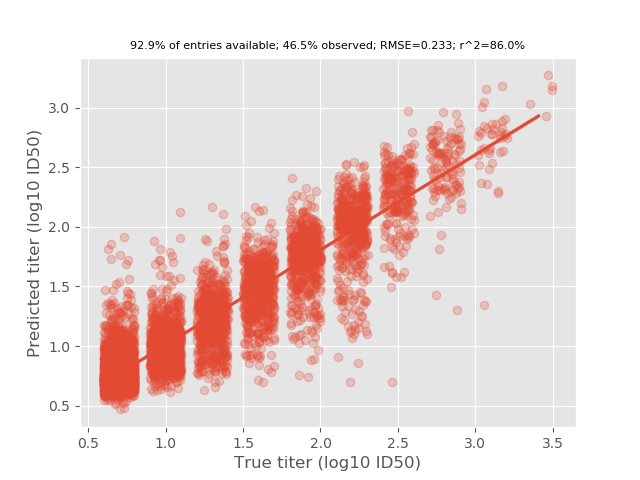 92.9% of entries available; 46.5% observed; RMSE=0.233; r^2=86.0%
Predicted titer (log10 ID50)
3.0
2.5
2.0
1.5
1.0
0.5
0.5 1.0 1.5 2.0 2.5 3.0 3.5
True titer (log10 ID50)